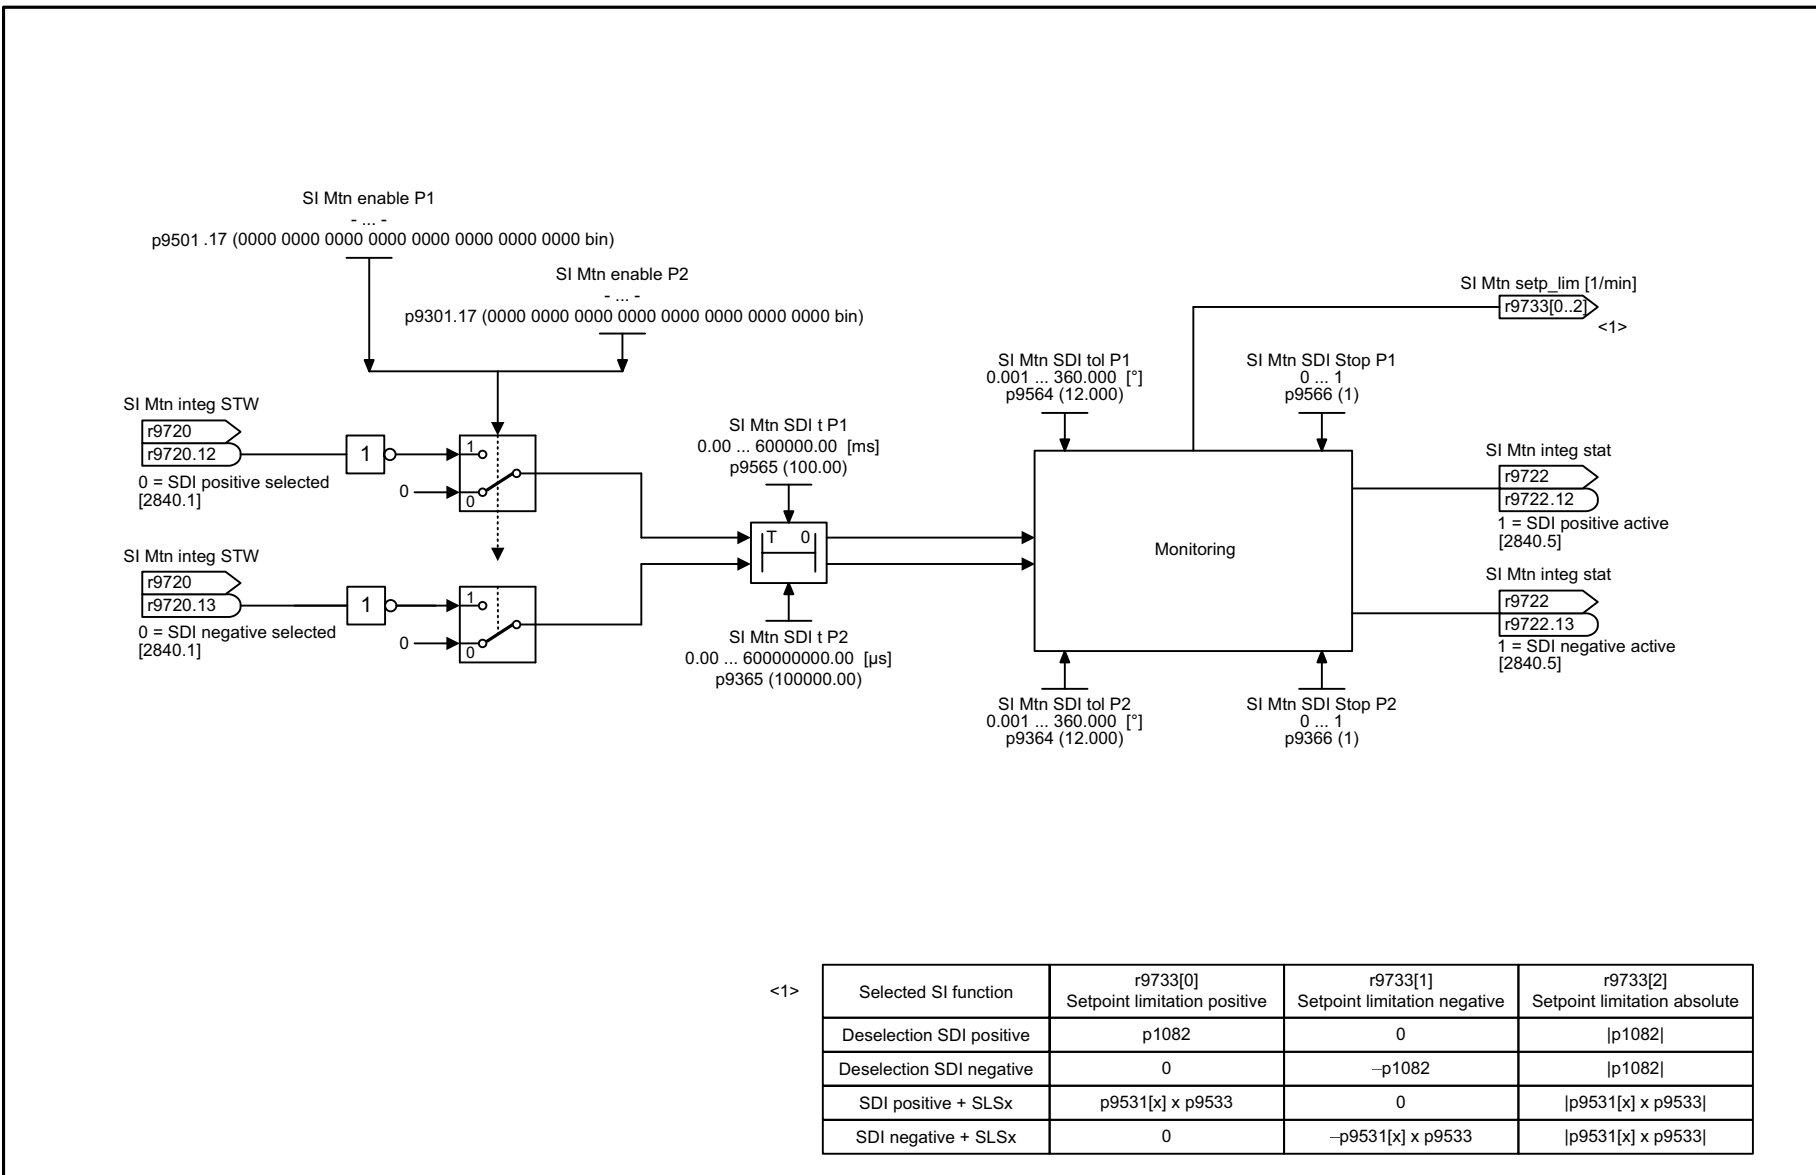 SI Mtn enable P1
- ... -
p9501 .17 (0000 0000 0000 0000 0000 0000 0000 0000 bin)
SI Mtn enable P2
- ... -
p9301.17 (0000 0000 0000 0000 0000 0000 0000 0000 bin)
SI Mtn setp_lim [1/min]
r9733[0..2]
<1>
SI Mtn integ STW
r9720
r9720.12
0 = SDI positive selected
[2840.1]
1
1
0
0
SI Mtn integ STW
r9720
r9720.13
0 = SDI negative selected
[2840.1]
1
1
0
0
SI Mtn SDI t P1
0.00 ... 600000.00 [ms]
p9565 (100.00)
T 0
SI Mtn SDI t P2
0.00 ... 600000000.00 [µs]
p9365 (100000.00)
SI Mtn SDI tol P1
0.001 ... 360.000 [°]
p9564 (12.000)
SI Mtn SDI Stop P1
0 ... 1
p9566 (1)
Monitoring
SI Mtn SDI tol P2
0.001 ... 360.000 [°]
p9364 (12.000)
SI Mtn SDI Stop P2
0 ... 1
p9366 (1)
SI Mtn integ stat
r9722
r9722.12
1 = SDI positive active
[2840.5]
SI Mtn integ stat
r9722
r9722.13
1 = SDI negative active
[2840.5]
<1>
Selected SI function
r9733[0]
Setpoint limitation positive
r9733[1]
Setpoint limitation negative
r9733[2]
Setpoint limitation absolute
Deselection SDI positive p1082 0 |p1082|
Deselection SDI negative 0 –p1082 |p1082|
SDI positive + SLSx p9531[x] x p9533 0 |p9531[x] x p9533|
SDI negative + SLSx 0 –p9531[x] x p9533 |p9531[x] x p9533|